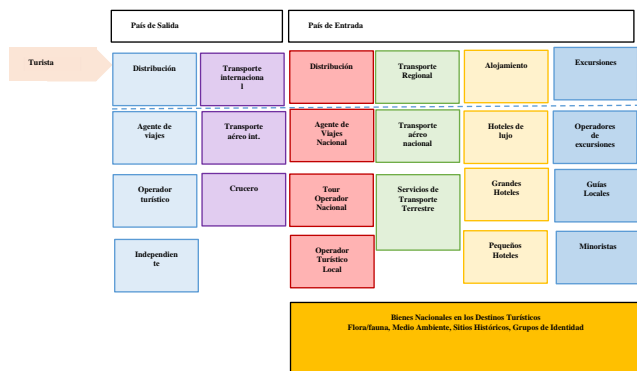 País de Salida
País de Entrada
Turista
Distribución
Transporte
internaciona
l
Distribución
Transporte
Regional
Alojamiento
Excursiones
Agente de
viajes
Transporte
aéreo int.
Agente de
Viajes
Nacional
Transporte
aéreo
nacional
Hoteles de
lujo
Operadores
de
excursiones
Operador
turístico
Crucero
Tour
Operador
Nacional
Servicios de
Transporte
Terrestre
Grandes
Hoteles
Guías
Locales
Independien
te
Operador
Turístico
Local
Pequeños
Hoteles
Minoristas
Bienes Nacionales en los Destinos Turísticos
Flora/fauna, Medio Ambiente, Sitios Históricos, Grupos de Identidad